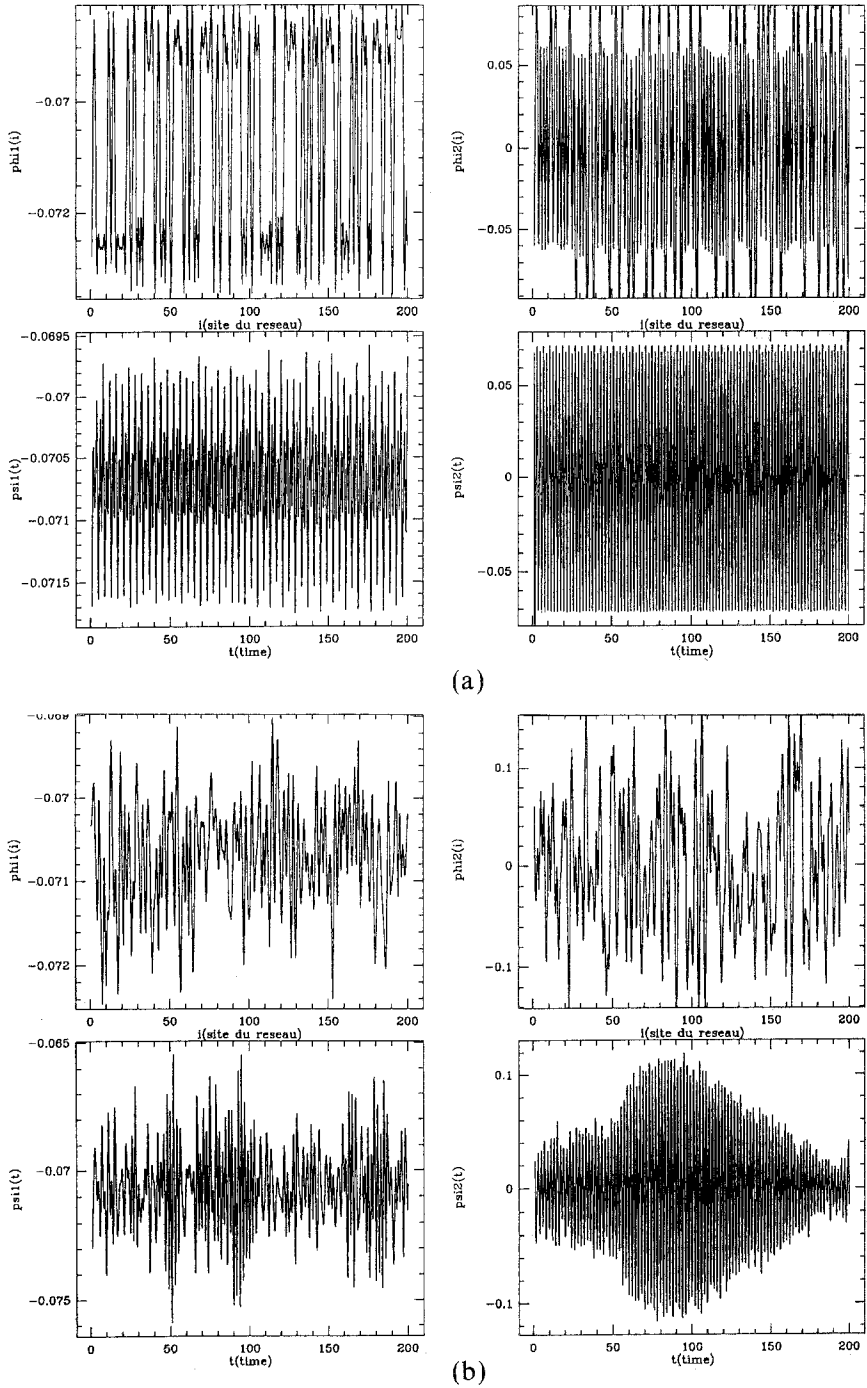 phi1(i)
−0.07
−0.072
0 50 100 150 200
i(site du reseau)
phi2(i)
0.05
0
−0.05
0 50 100 150 200
i(site du reseau)
psi1(t)
−0.0695
−0.07
−0.0705
−0.071
−0.0715
0 50 100 150 200
t(time)
psi2(t)
0.05
0
−0.05
0 50 100 150 200
t(time)
(a)
phi1(i)
−0.069
−0.07
−0.071
−0.072
0 50 100 150 200
i(site du reseau)
phi2(i)
0.1
0
−0.1
0 50 100 150 200
i(site du reseau)
psi1(t)
−0.065
−0.07
−0.075
0 50 100 150 200
t(time)
psi2(t)
0.1
0
−0.1
0 50 100 150 200
t(time)
(b)